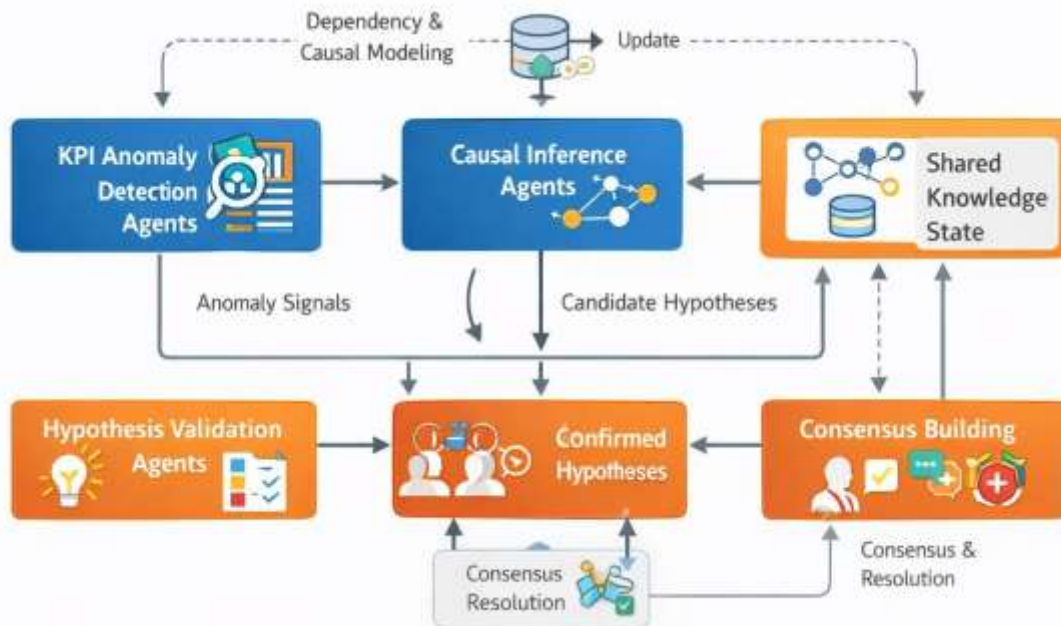 Dependency &
Causal Modeling
Update
KPI Anomaly
Detection
Agents
Causal Inference
Agents
Shared
Knowledge
State
Anomaly Signals
Candidate Hypotheses
Hypothesis Validation
Agents
Confirmed
Hypotheses
Consensus Building
Consensus
Resolution
Consensus &
Resolution